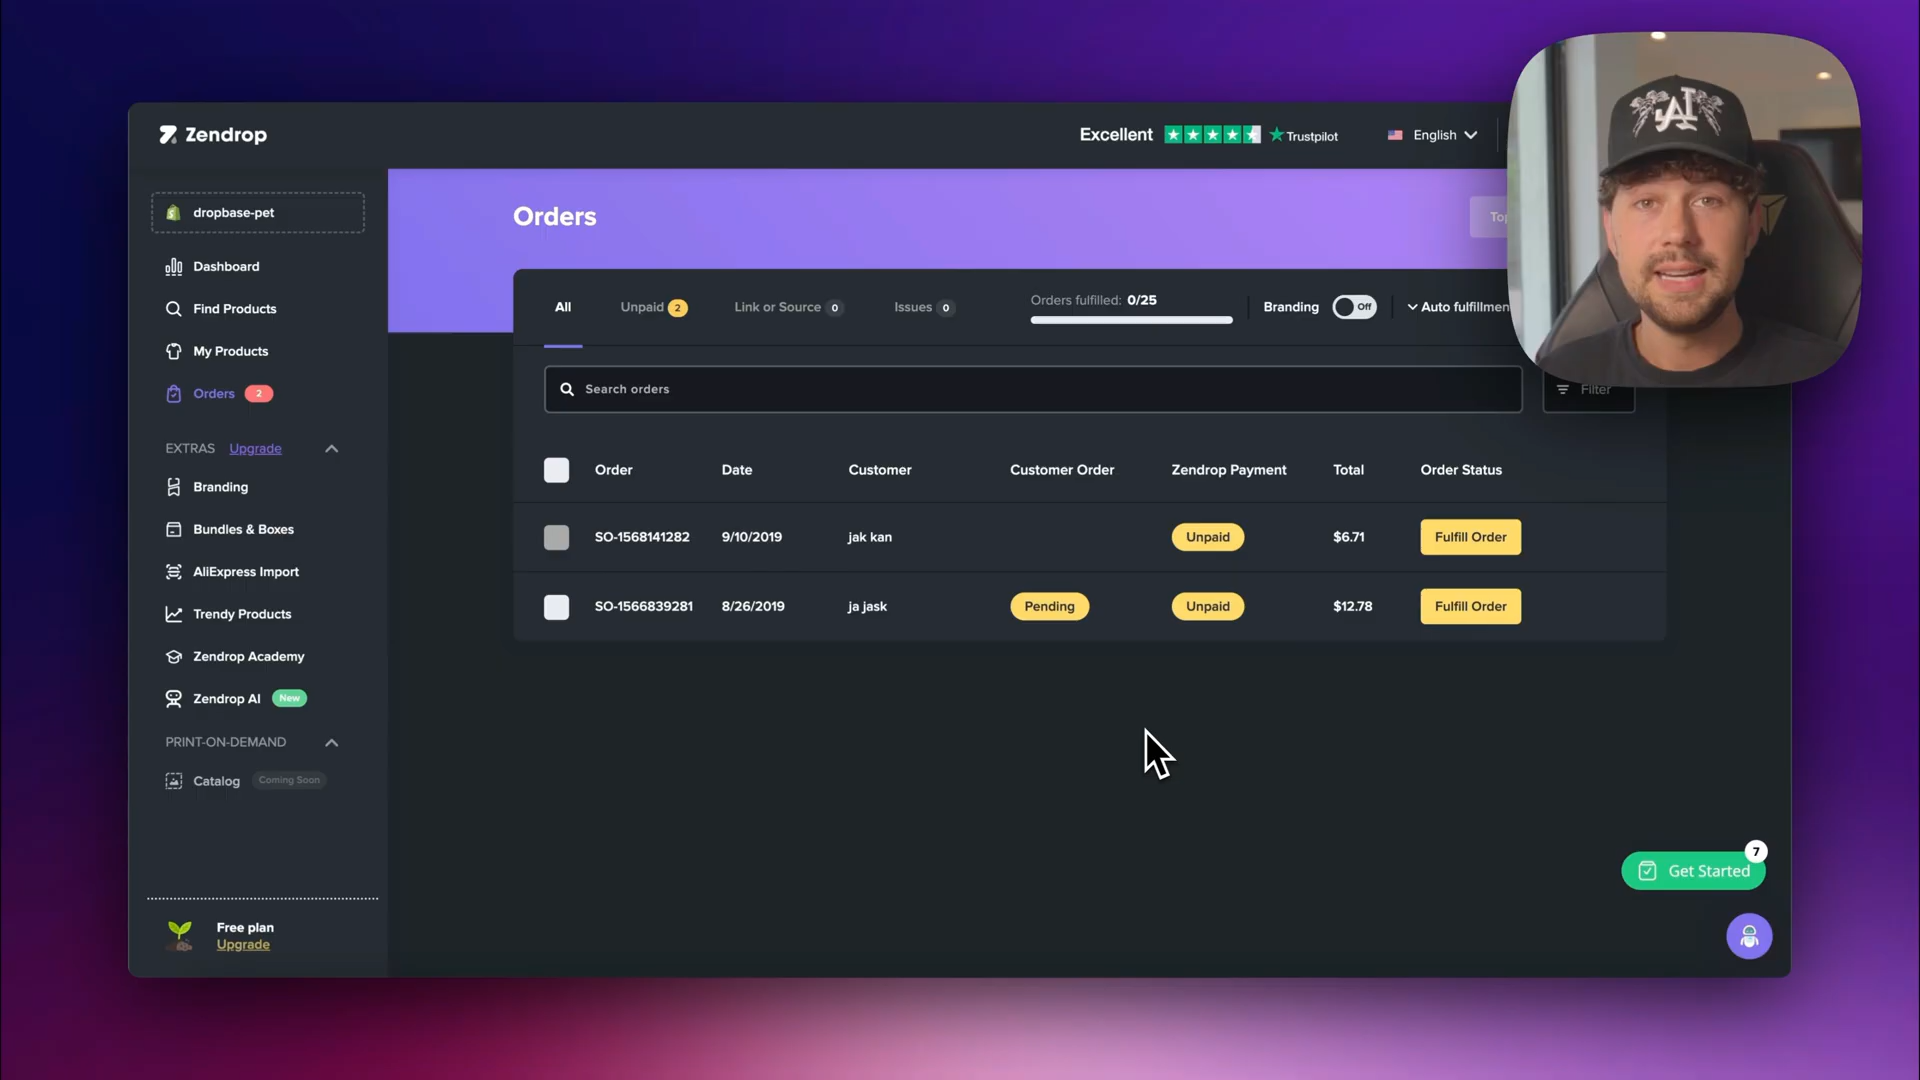 Zendrop
Excellent Trustpilot English
dropbase-pet
Dashboard
Find Products
My Products
Orders 2
EXTRAS Upgrade
Branding
Bundles & Boxes
AliExpress Import
Trendy Products
Zendrop Academy
Zendrop AI New
PRINT-ON-DEMAND
Catalog Coming Soon
Free plan
Upgrade
Orders
All Unpaid 2 Link or Source 0 Issues 0 Orders fulfilled: 0/25 Branding Off Auto fulfillmen
Search orders Filter
Order Date Customer Customer Order Zendrop Payment Total Order Status
SO-1568141282 9/10/2019 jak kan Unpaid $6.71 Fulfill Order
SO-1566839281 8/26/2019 ja jask Pending Unpaid $12.78 Fulfill Order
7
Get Started
AI